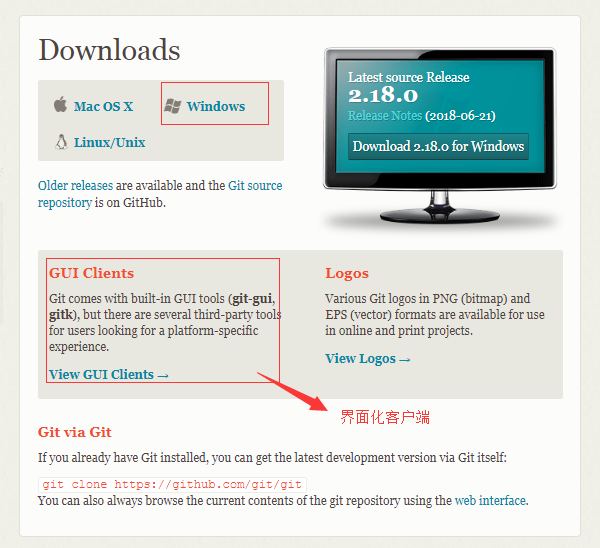 Downloads
Mac OS X
Windows
Linux/Unix
Older releases are available and the Git source
repository is on GitHub.
Latest source Release
2.18.0
Release Notes (2018-06-21)
Download 2.18.0 for Windows
GUI Clients
Git comes with built-in GUI tools (git-gui,
gitk), but there are several third-party tools
for users looking for a platform-specific
experience.
View GUI Clients →
Logos
Various Git logos in PNG (bitmap) and
EPS (vector) formats are available for use
in online and print projects.
View Logos →
界面化客户端
Git via Git
If you already have Git installed, you can get the latest development version via Git itself:
git clone https://github.com/git/git
You can also always browse the current contents of the git repository using the web interface.